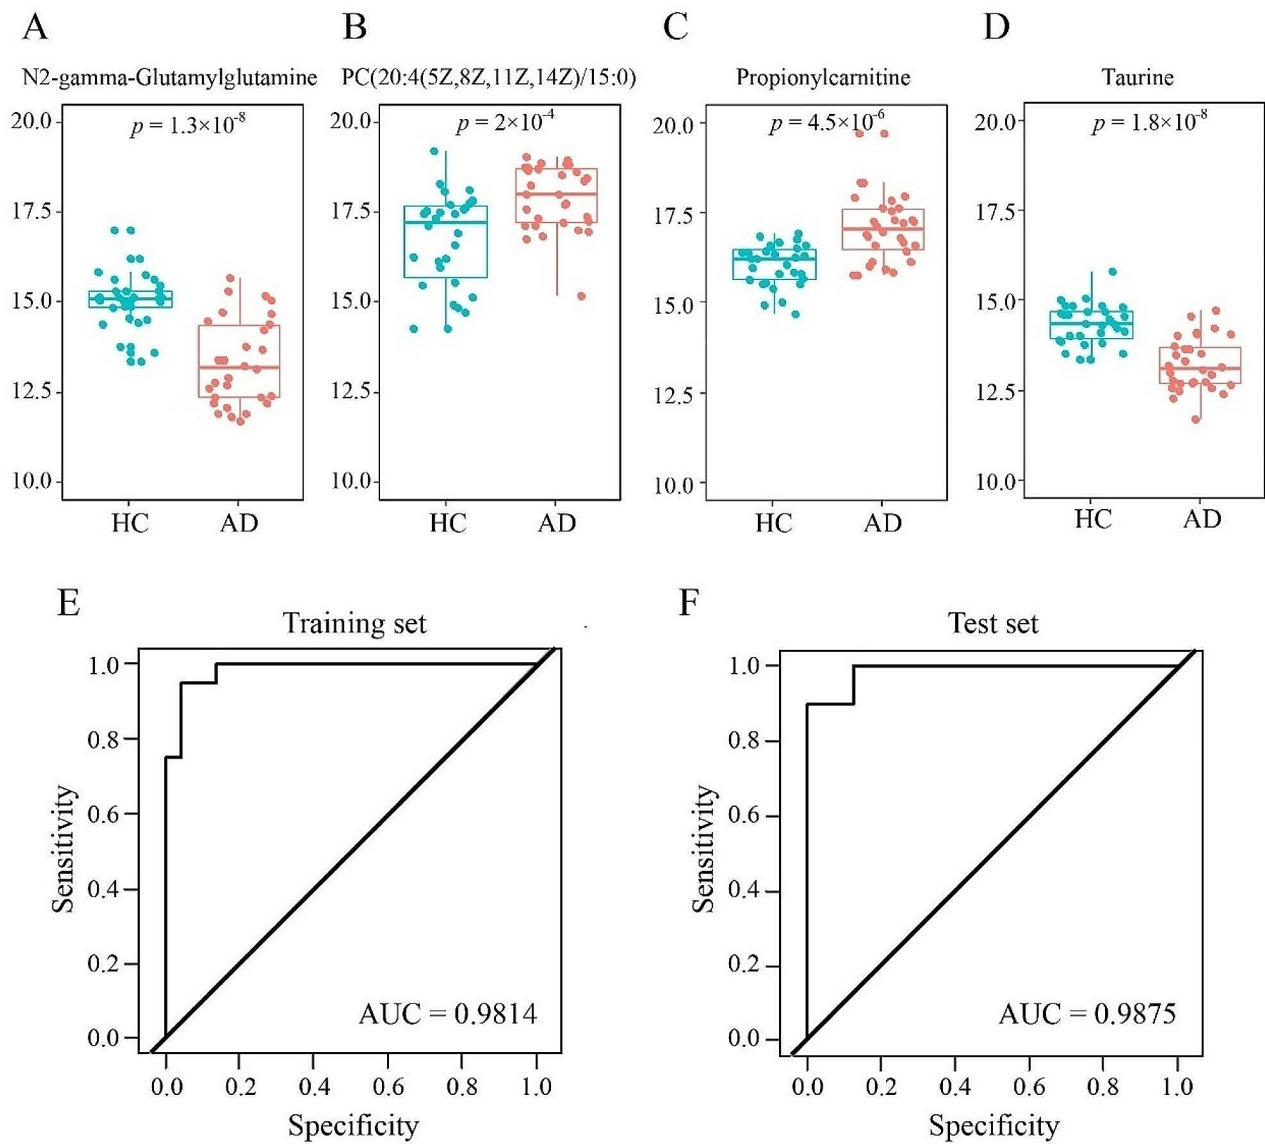 A
B
C
D
N2-gamma-Glutamylglutamine
PC(20:4(5Z,8Z,11Z,14Z)/15:0)
Propionylcarnitine
Taurine
p = 1.3×10-8
p = 2×10-4
p = 4.5×10-6
p = 1.8×10-8
20.0
17.5
15.0
12.5
10.0
HC AD
20.0
17.5
15.0
12.5
10.0
HC AD
20.0
17.5
15.0
12.5
10.0
HC AD
20.0
17.5
15.0
12.5
10.0
HC AD
E
Training set
1.0
0.8
0.6
0.4
0.2
0.0
Sensitivity
AUC = 0.9814
0.0 0.2 0.4 0.6 0.8 1.0
Specificity
F
Test set
1.0
0.8
0.6
0.4
0.2
0.0
Sensitivity
AUC = 0.9875
0.0 0.2 0.4 0.6 0.8 1.0
Specificity